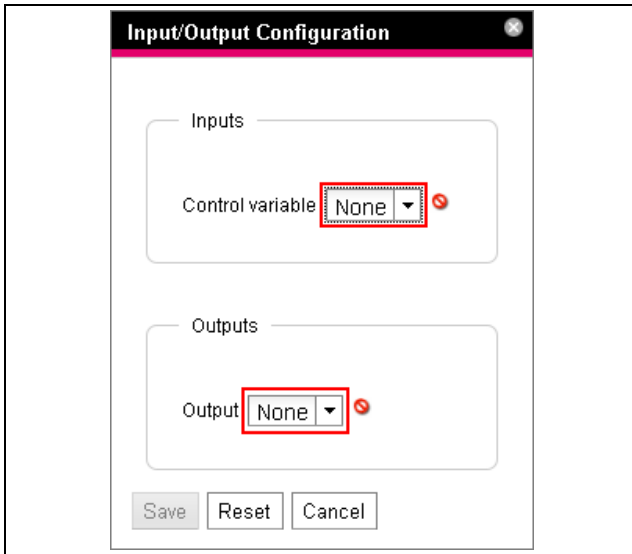 Input/Output Configuration
Inputs
Control variable None
Outputs
Output None
Save Reset Cancel